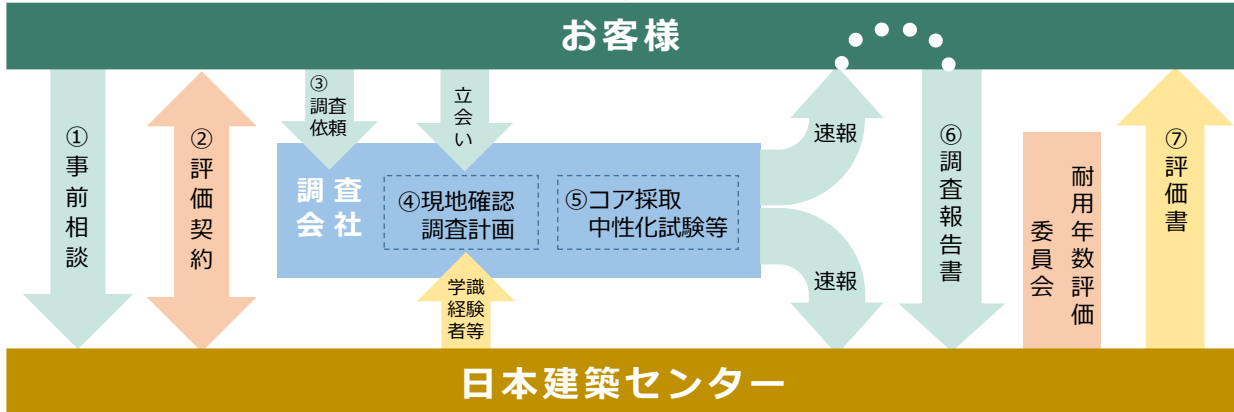 お客様
①事前相談
②評価契約
③
調査
依頼
立会い
調査
会社
④現地確認
調査計画
⑤コア採取
中性化試験等
学識
経験
者等
速報
速報
⑥調査報告書
耐用年数評価
委員会
⑦評価書
日本建築センター